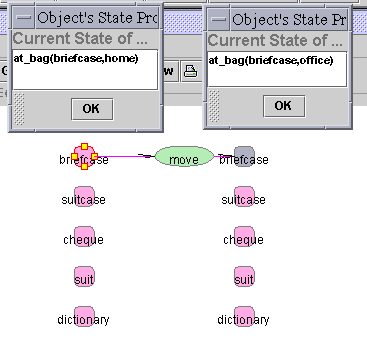 Object's State Pro
Current State of ...
at_bag(briefcase,home)
OK
Object's State Pro
Current State of ...
at_bag(briefcase,office)
OK
briefcase
move
briefcase
suitcase
suitcase
cheque
cheque
suit
suit
dictionary
dictionary